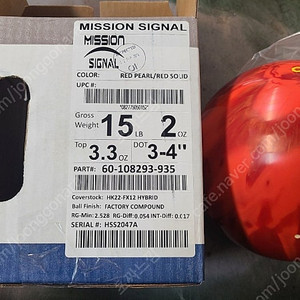 MISSION SIGNAL
MISSION
SIGNAL
COLOR: RED PEARL/RED SOLID
UPC #:
Gross Weight 15 LB 2 OZ
Top 3.3 OZ DOT 3-4"
PART# 60-108293-935
Coverstock: HK22-FX12 HYBRID
Ball Finish: FACTORY COMPOUND
RG-Min: 2.528 RG-Diff: 0.054 INT-Diff: 0.017
SERIAL #: HSS2047A